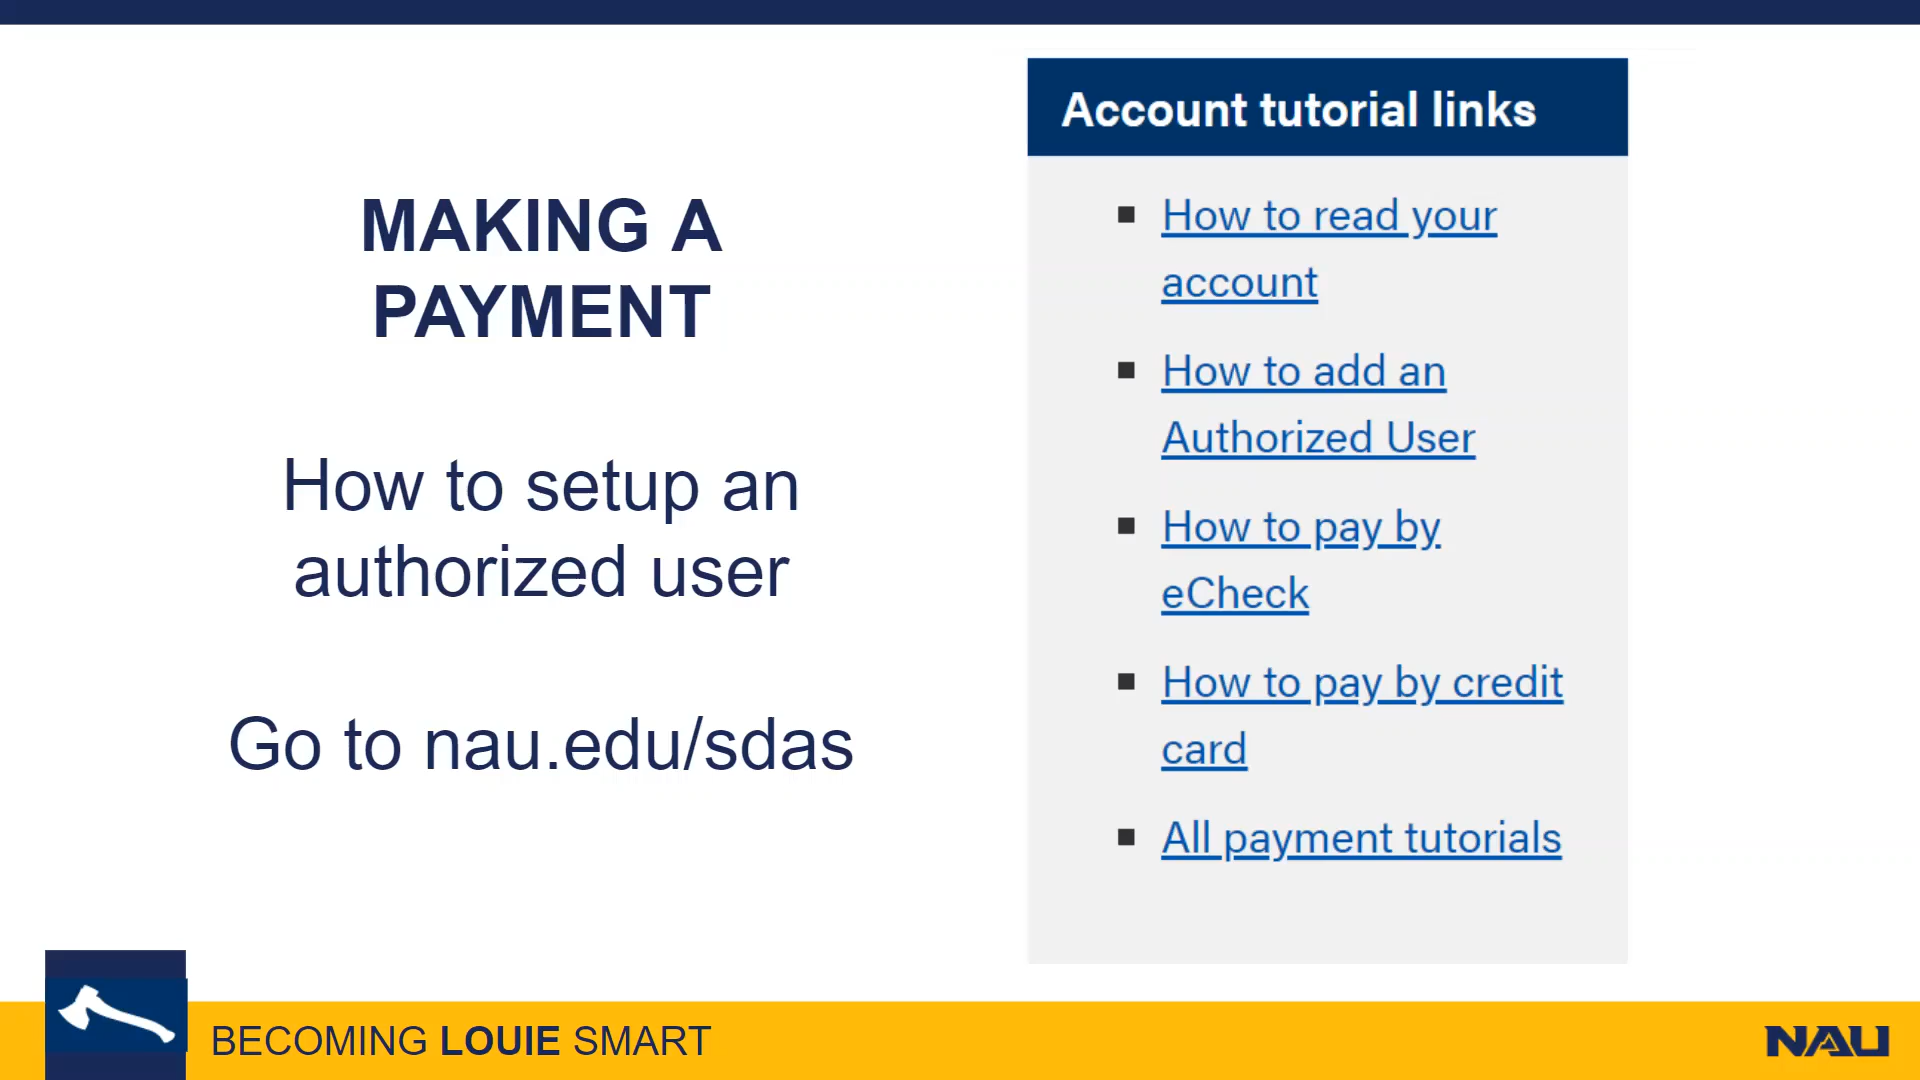 MAKING A
PAYMENT
How to setup an
authorized user
Go to nau.edu/sdas
Account tutorial links
How to read your
account
How to add an
Authorized User
How to pay by
eCheck
How to pay by credit
card
All payment tutorials
BECOMING LOUIE SMART
NAU